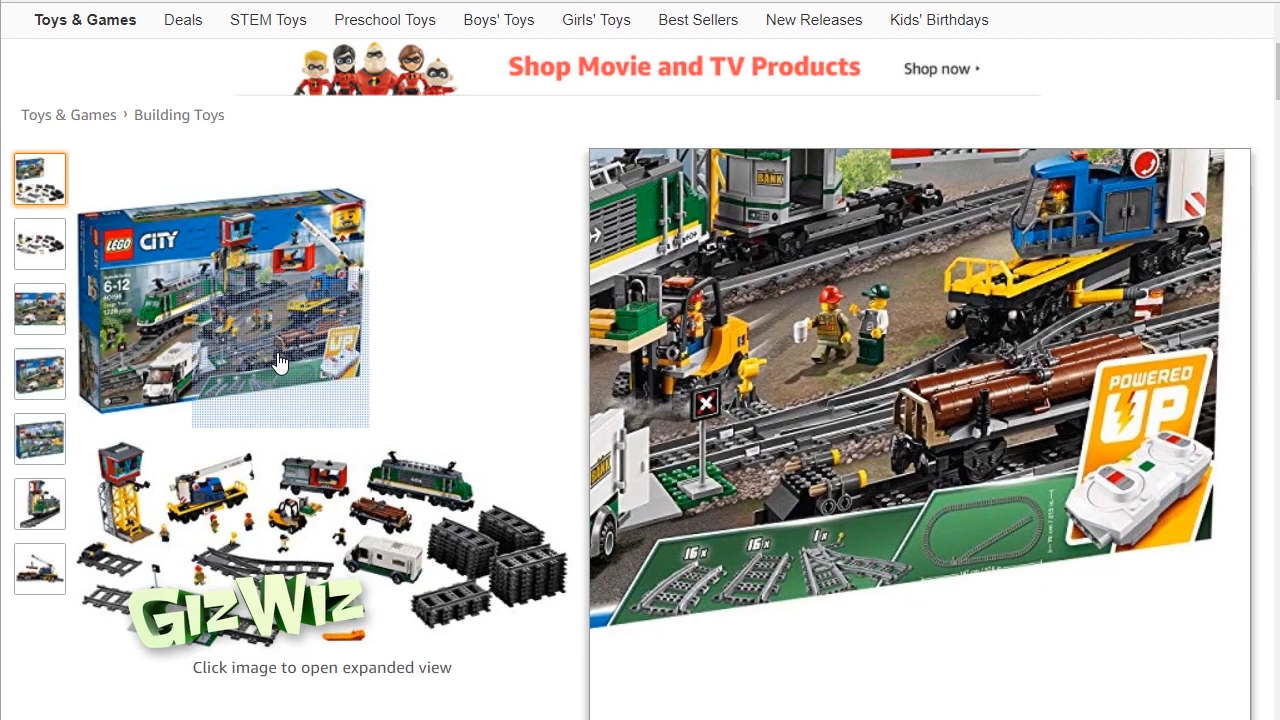 Toys & Games Deals STEM Toys Preschool Toys Boys' Toys Girls' Toys Best Sellers New Releases Kids' Birthdays
Shop Movie and TV Products Shop now
Toys & Games › Building Toys
LEGO CITY
CITY
6-12
BANK
POWERED
UP
BANK
16x 16x 1x
GizWiz
Click image to open expanded view